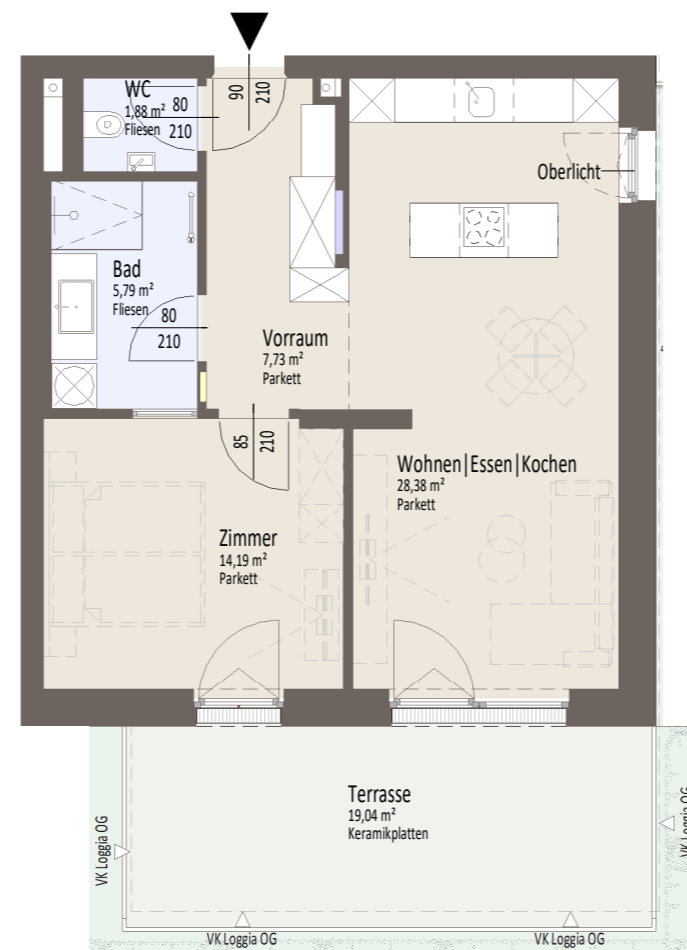 WC
1,88 m²
Fliesen
80
210
90
210
Oberlicht
Bad
5,79 m²
Fliesen
80
210
Vorraum
7,73 m²
Parkett
85
210
Wohnen|Essen|Kochen
28,38 m²
Parkett
Zimmer
14,19 m²
Parkett
Terrasse
19,04 m²
Keramikplatten
VK Loggia OG
VK Loggia OG
VK Loggia OG
VK Loggia OG